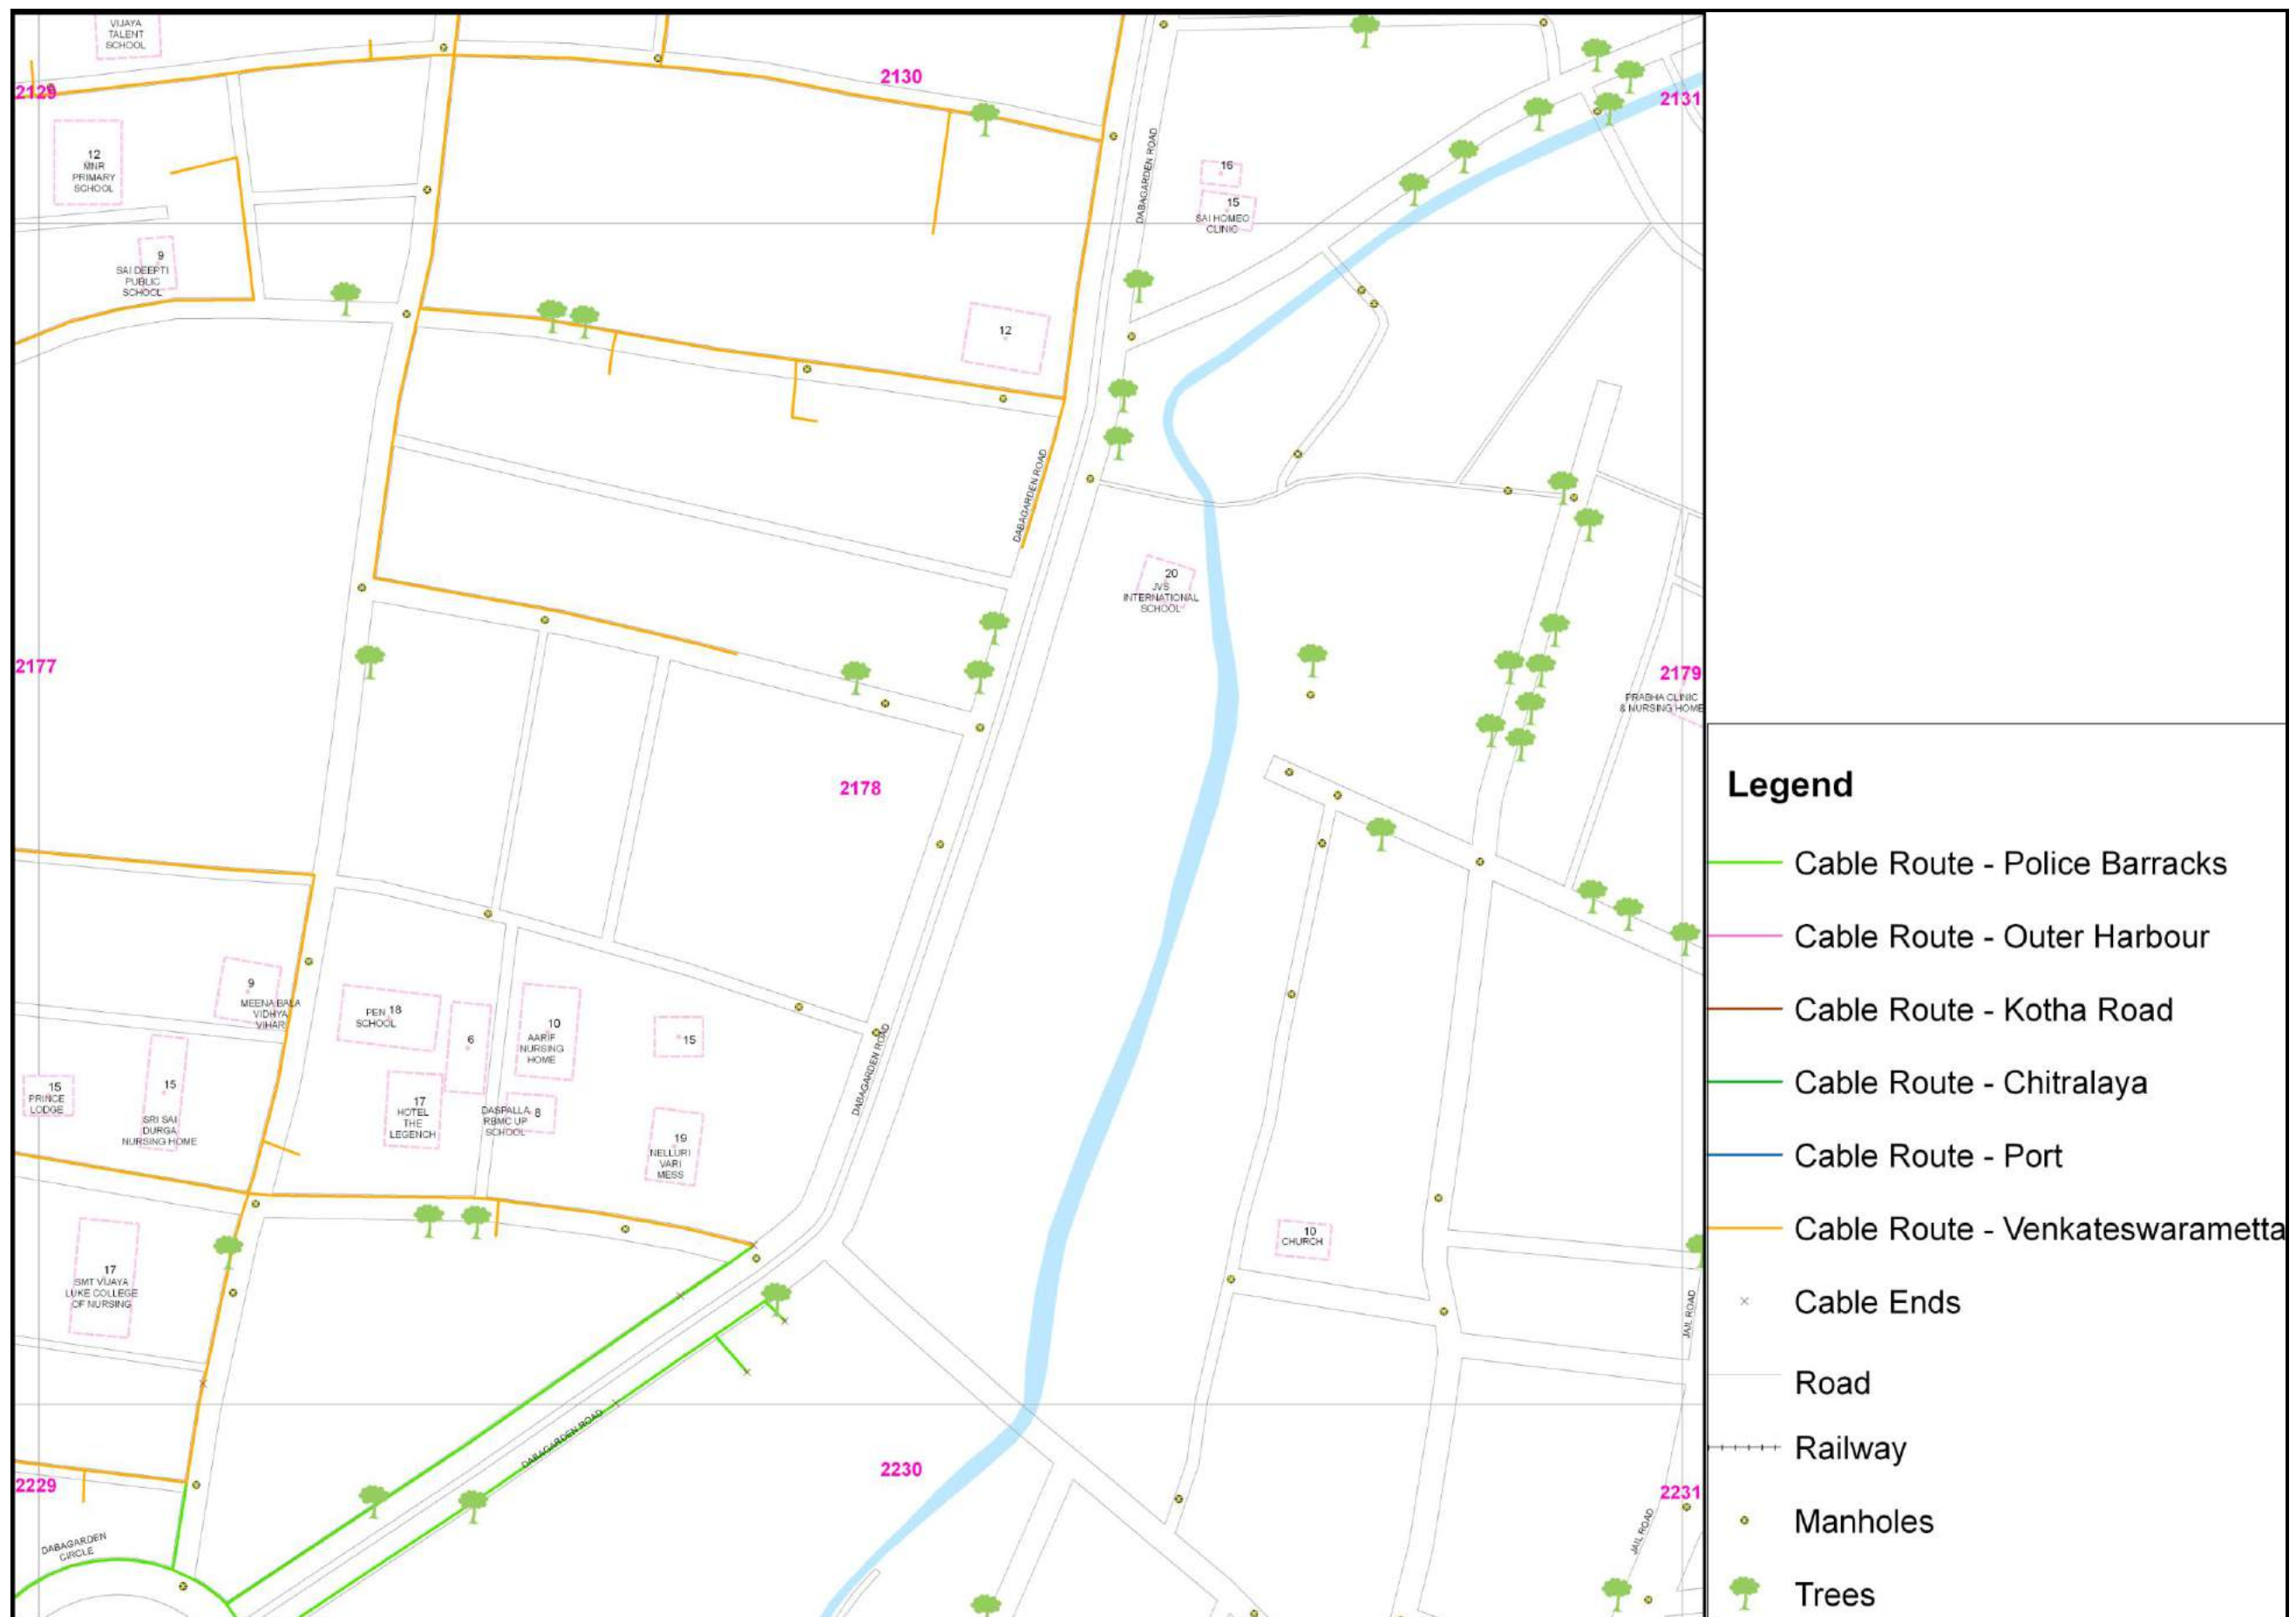 VIJAYA
TALENT
SCHOOL
2129
2130
2131
12
MNR
PRIMARY
SCHOOL
DABAGARDEN ROAD
16
15
SAI HOMEO
CLINIC
9
SAI DEEPTI
PUBLIC
SCHOOL
12
DABAGARDEN ROAD
20
JVS
INTERNATIONAL
SCHOOL
2177
2179
PRABHA CLINIC
& NURSING HOME
2178
9
MEENA BALA
VIDHYA
VIHAR
PEN 18
SCHOOL
6
10
AARIF
NURSING
HOME
15
DABAGARDEN ROAD
15
PRINCE
LODGE
15
SRI SAI
DURGA
NURSING HOME
17
HOTEL
THE
LEGENCH
DASPALLA 8
RBMC UP
SCHOOL
19
NELLURI
VARI
MESS
10
CHURCH
17
SMT VIJAYA
LUKE COLLEGE
OF NURSING
JAIL ROAD
DABAGARDEN ROAD
2229
2230
2231
JAIL ROAD
DABAGARDEN
CIRCLE
Legend
Cable Route - Police Barracks
Cable Route - Outer Harbour
Cable Route - Kotha Road
Cable Route - Chitralaya
Cable Route - Port
Cable Route - Venkateswarametta
Cable Ends
Road
Railway
Manholes
Trees